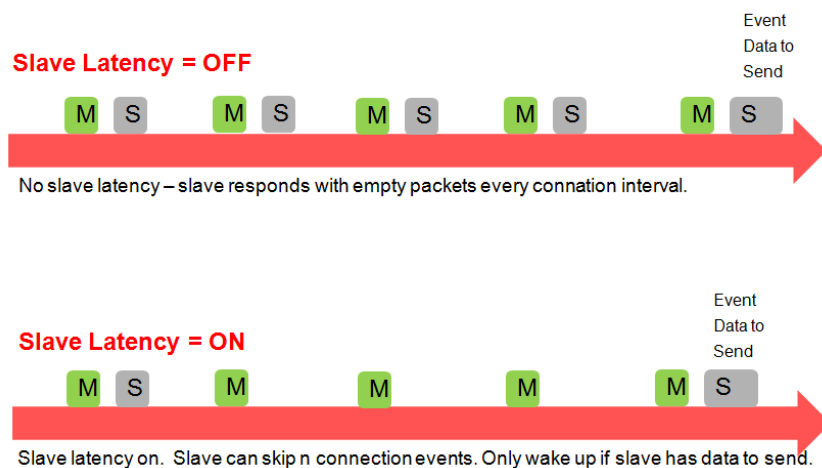 Event
Data to
Send
Slave Latency = OFF
M S M S M S M S M S
No slave latency – slave responds with empty packets every connation interval.
Event
Data to
Send
Slave Latency = ON
M S M M M M S
Slave latency on. Slave can skip n connection events. Only wake up if slave has data to send.